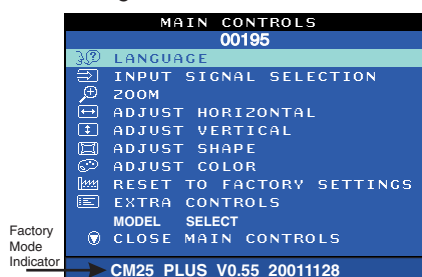 MAIN CONTROLS
00195
LANGUAGE
INPUT SIGNAL SELECTION
ZOOM
ADJUST HORIZONTAL
ADJUST VERTICAL
ADJUST SHAPE
ADJUST COLOR
RESET TO FACTORY SETTINGS
EXTRA CONTROLS
MODEL SELECT
CLOSE MAIN CONTROLS
Factory
Mode
Indicator
CM25 PLUS V0.55 20011128